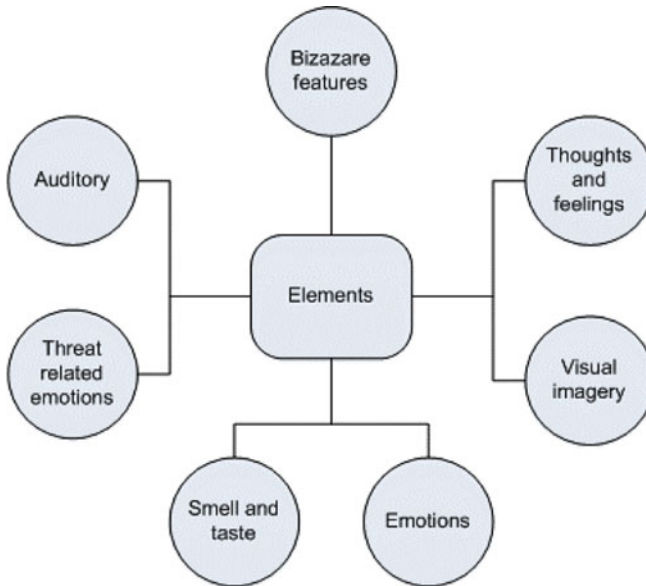 Bizazare
features
Auditory
Thoughts
and
feelings
Elements
Threat
related
emotions
Visual
imagery
Smell and
taste
Emotions